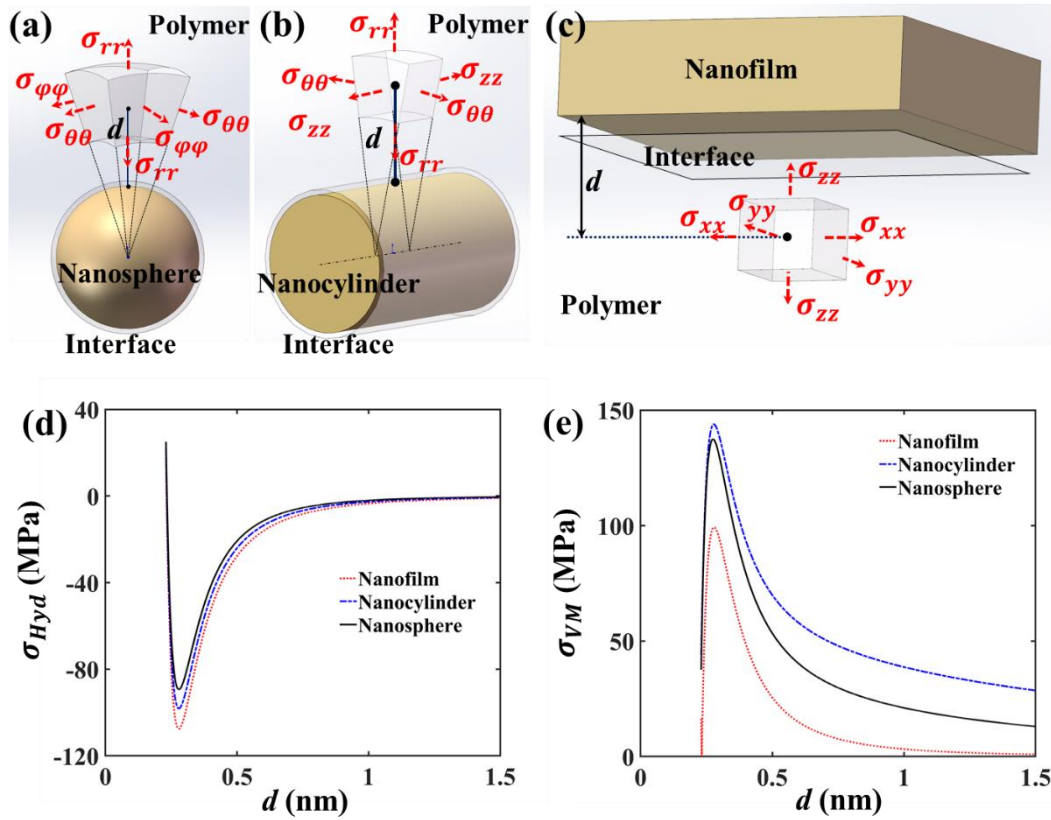 (a)
Polymer
σrr
σφφ
σθθ
d
σφφ
σθθ
σrr
Nanosphere
Interface
(b)
Polymer
σrr
σθθ
σzz
σzz
σθθ
d
σrr
Nanocylinder
Interface
(c)
Nanofilm
Interface
d
σzz
σyy
σxx
σxx
σyy
σzz
Polymer
(d)
40
0
-40
-80
-120
σHyd (MPa)
Nanofilm
Nanocylinder
Nanosphere
0
0.5
1
1.5
d (nm)
(e)
150
100
50
0
σVM (MPa)
Nanofilm
Nanocylinder
Nanosphere
0
0.5
1
1.5
d (nm)